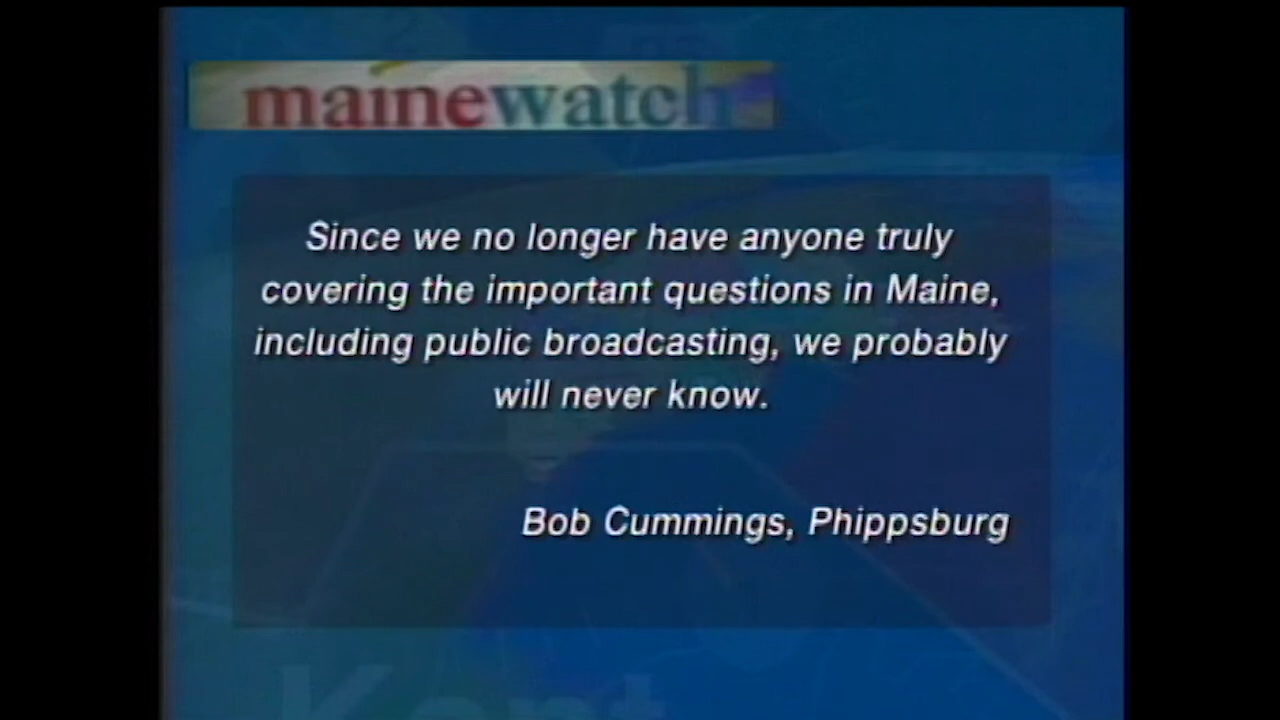 mainewatch
Since we no longer have anyone truly
covering the important questions in Maine,
including public broadcasting, we probably
will never know.
Bob Cummings, Phippsburg
Kent